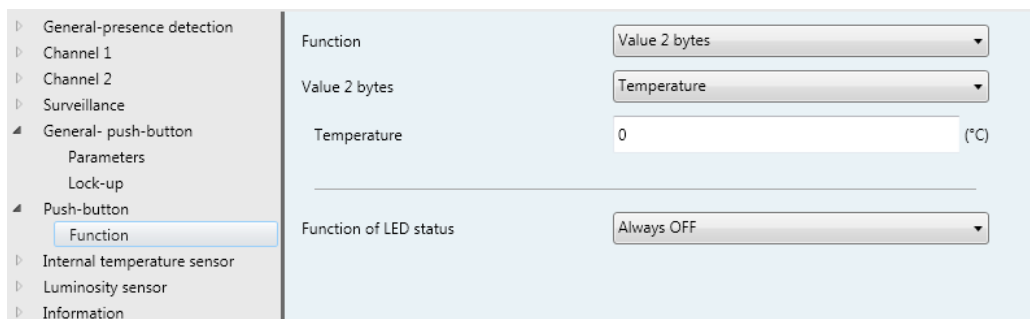 General-presence detection
Channel 1
Channel 2
Surveillance
General- push-button
Parameters
Lock-up
Push-button
Function
Internal temperature sensor
Luminosity sensor
Information
Function
Value 2 bytes
Value 2 bytes
Temperature
Temperature
0
(°C)
Function of LED status
Always OFF